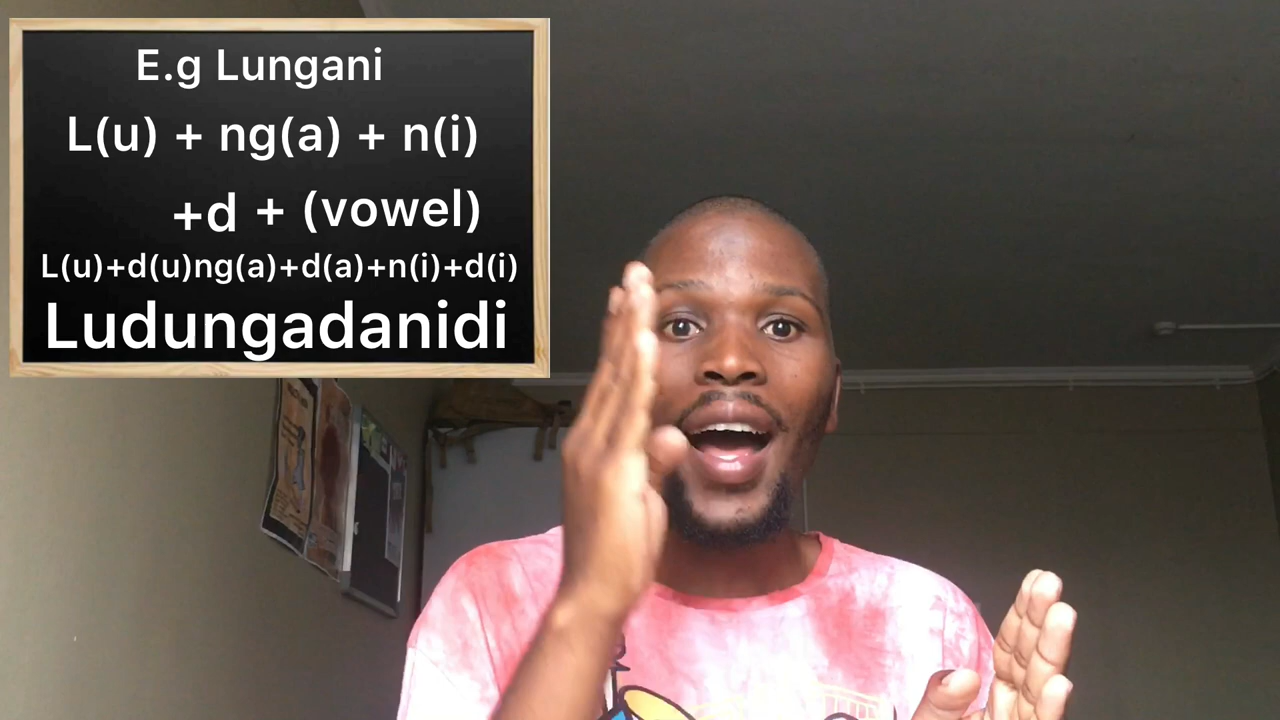 E.g Lungani
L(u) + ng(a) + n(i)
+d + (vowel)
L(u)+d(u)ng(a)+d(a)+n(i)+d(i)
Ludungadanidi